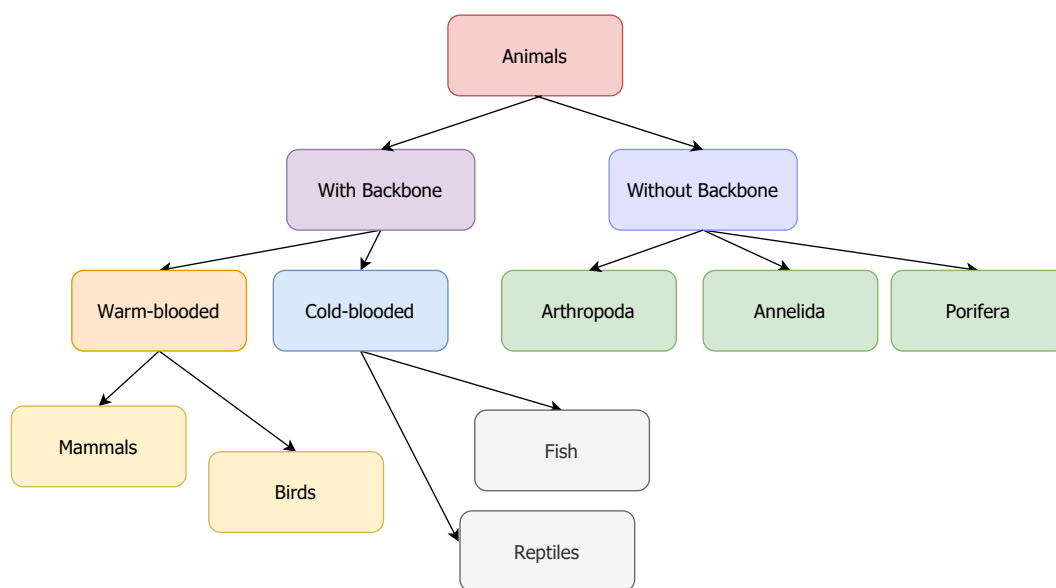 Animals
With Backbone
Without Backbone
Warm-blooded
Cold-blooded
Arthropoda
Annelida
Porifera
Mammals
Birds
Fish
Reptiles